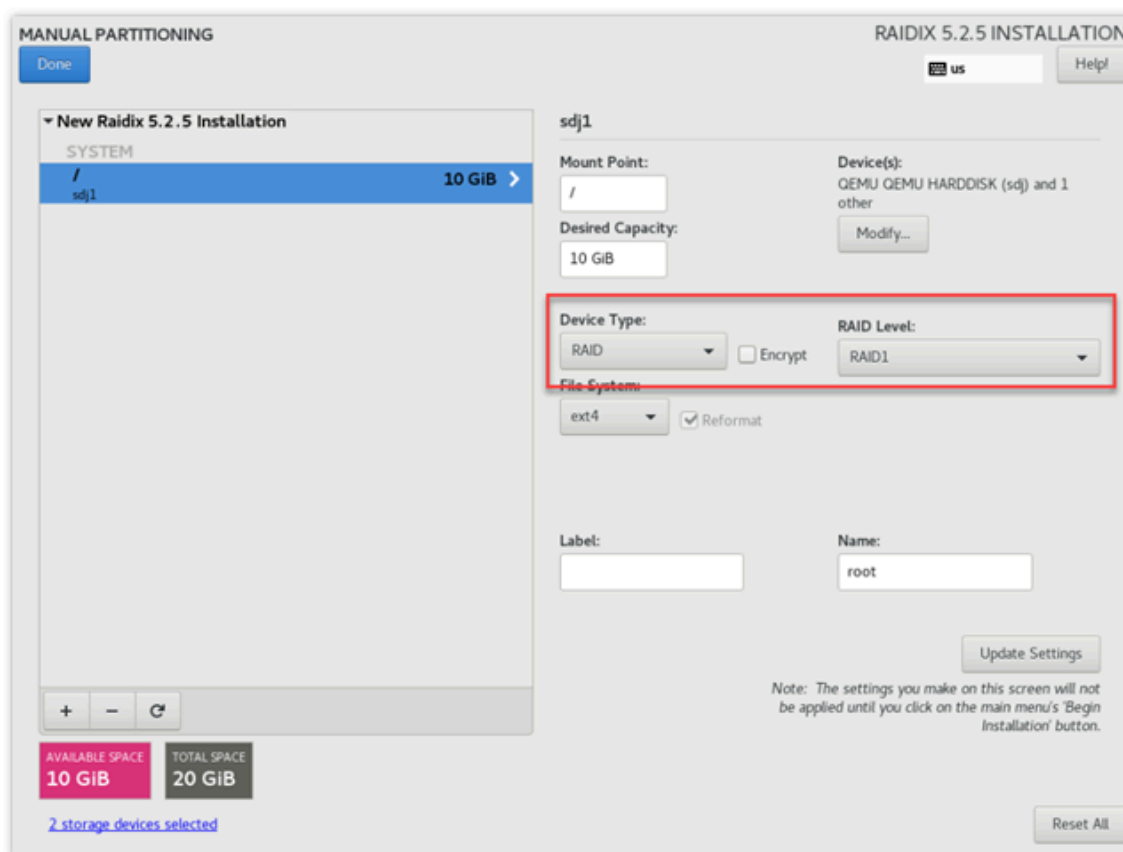 MANUAL PARTITIONING
RAIDIX 5.2.5 INSTALLATION
Done
us
Help!
New Raidix 5.2.5 Installation
SYSTEM
/
10 GiB
sdj1
sdj1
Mount Point:
/
Device(s):
QEMU QEMU HARDDISK (sdj) and 1
other
Modify...
Desired Capacity:
10 GiB
Device Type:
RAID
Encrypt
RAID Level:
RAID1
File System:
ext4
Reformat
Label:
Name:
root
Update Settings
Note: The settings you make on this screen will not
be applied until you click on the main menu's 'Begin
Installation' button.
+ −
AVAILABLE SPACE
10 GiB
TOTAL SPACE
20 GiB
2 storage devices selected
Reset All